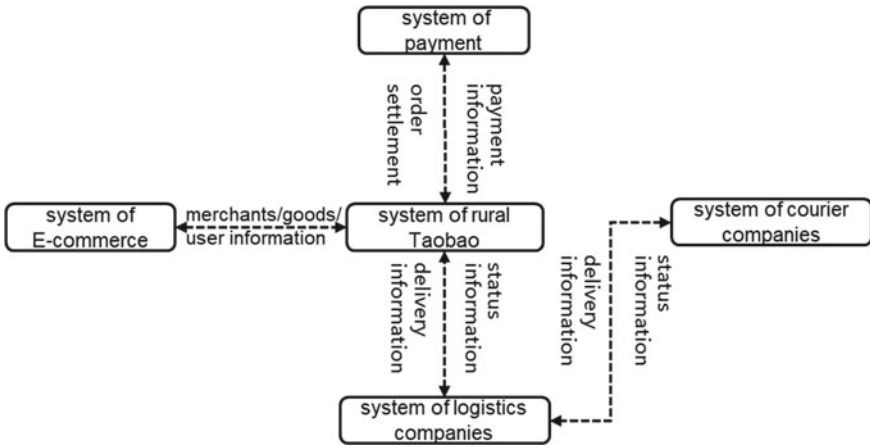 system of
payment
order
settlement
payment
information
system of
E-commerce
merchants/goods/
user information
system of rural
Taobao
system of courier
companies
delivery
information
status
information
delivery
information
status
information
system of logistics
companies